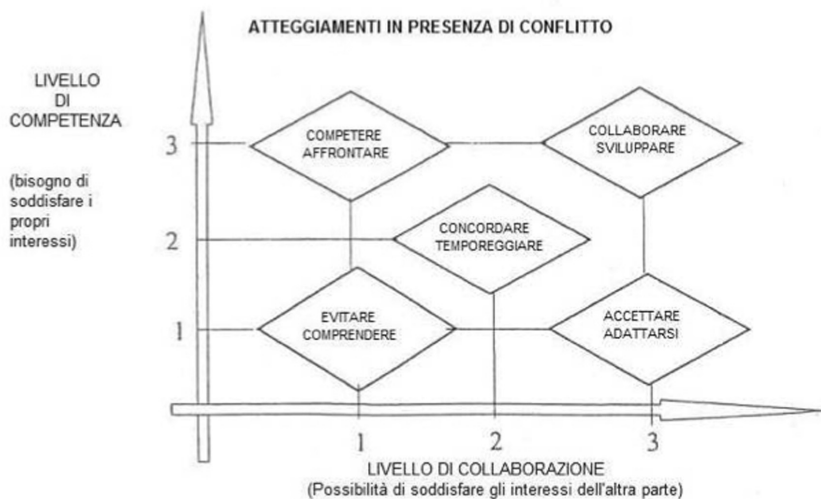 ATTEGGIAMENTI IN PRESENZA DI CONFLITTO
LIVELLO
DI
COMPETENZA
(bisogno di
soddisfare i
propri
interessi)
3
COMPETERE
AFFRONTARE
COLLABORARE
SVILUPPARE
2
CONCORDARE
TEMPOREGGIARE
1
EVITARE
COMPRENDERE
ACCETTARE
ADATTARSI
1 2 3
LIVELLO DI COLLABORAZIONE
(Possibilità di soddisfare gli interessi dell'altra parte)